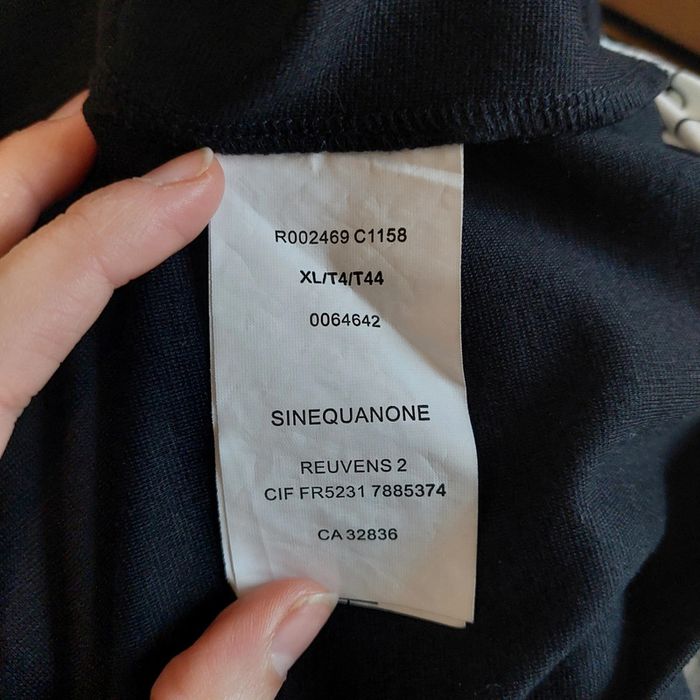 R002469 C1158
XL/T4/T44
0064642
SINEQUANONE
REUVENS 2
CIF FR5231 7885374
CA 32836